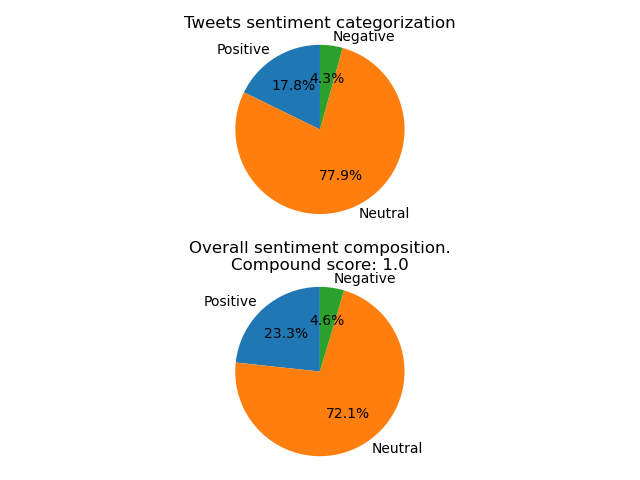 Tweets sentiment categorization
Negative
Positive
4.3%
17.8%
77.9%
Neutral
Overall sentiment composition.
Compound score: 1.0
Negative
Positive
4.6%
23.3%
72.1%
Neutral